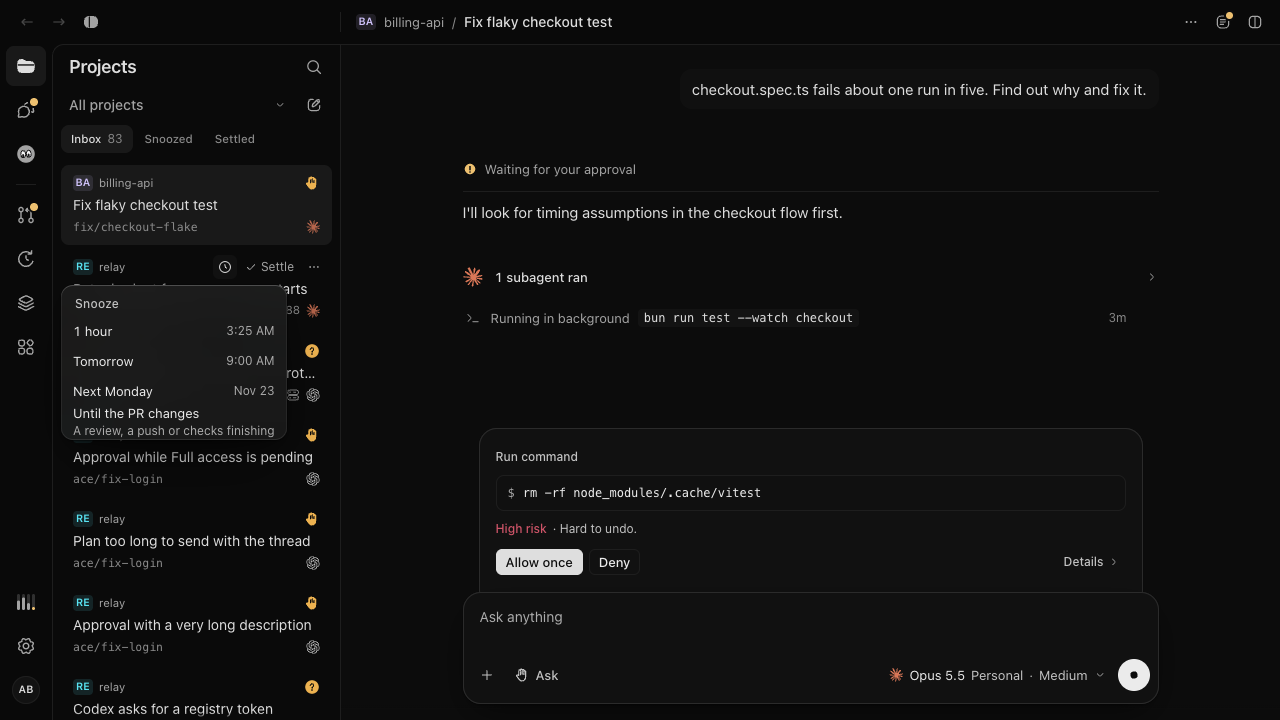 BA billing-api / Fix flaky checkout test
Projects
All projects
Inbox 83 Snoozed Settled
BA billing-api
Fix flaky checkout test
fix/checkout-flake
RE relay Settle
Snooze
1 hour 3:25 AM
Tomorrow 9:00 AM
Next Monday Nov 23
Until the PR changes
A review, a push or checks finishing
Approval while Full access is pending
ace/fix-login
RE relay
Plan too long to send with the thread
ace/fix-login
RE relay
Approval with a very long description
ace/fix-login
RE relay
Codex asks for a registry token
AB
checkout.spec.ts fails about one run in five. Find out why and fix it.
Waiting for your approval
I'll look for timing assumptions in the checkout flow first.
1 subagent ran
Running in background bun run test --watch checkout 3m
Run command
$ rm -rf node_modules/.cache/vitest
High risk · Hard to undo.
Allow once Deny Details
Ask anything
Ask Opus 5.5 Personal · Medium